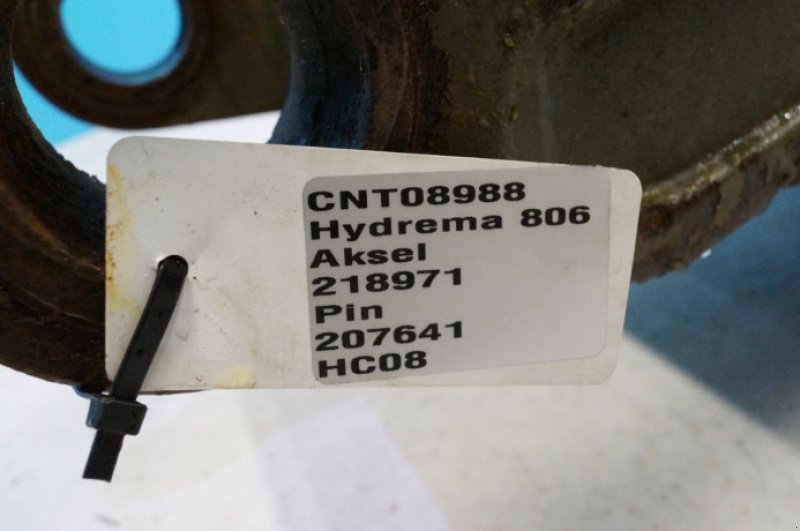 CNT08988
Hydrema 806
Aksel
218971
Pin
207641
HC08